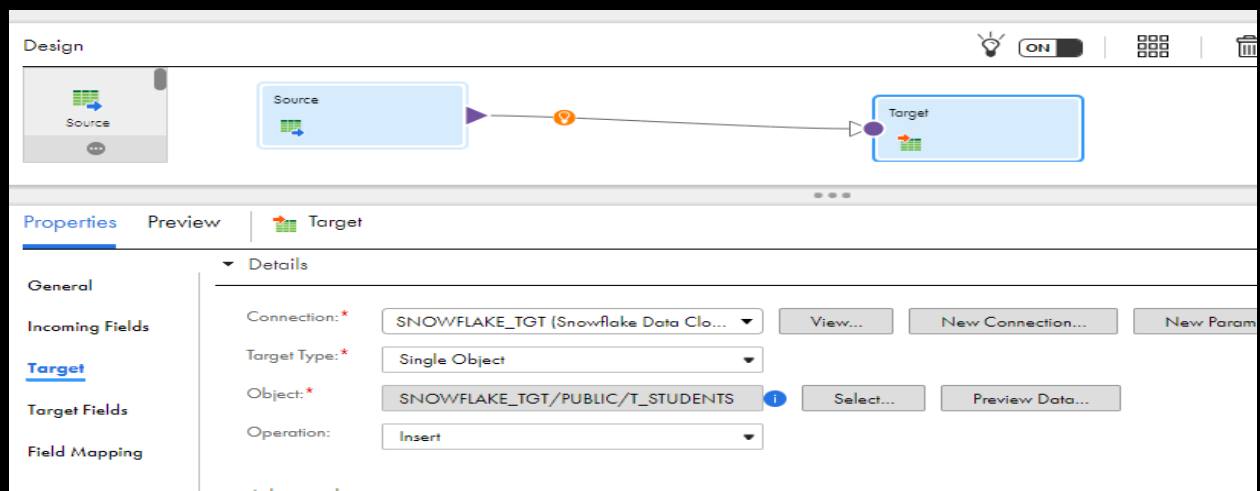 Design
ON
Source
Source
Target
Properties Preview Target
Details
General
Incoming Fields
Target
Target Fields
Field Mapping
Connection:* SNOWFLAKE_TGT (Snowflake Data Clo... View... New Connection... New Param
Target Type:* Single Object
Object:* SNOWFLAKE_TGT/PUBLIC/T_STUDENTS i Select... Preview Data...
Operation: Insert